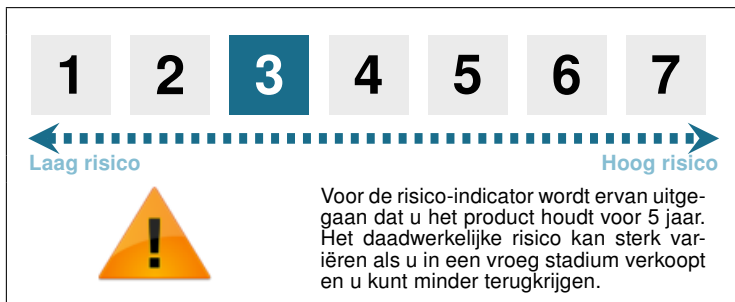 1 2 3 4 5 6 7
Laag risico Hoog risico
!
Voor de risico-indicator wordt ervan uitge-
gaan dat u het product houdt voor 5 jaar.
Het daadwerkelijke risico kan sterk var-
iëren als u in een vroeg stadium verkoopt
en u kunt minder terugkrijgen.